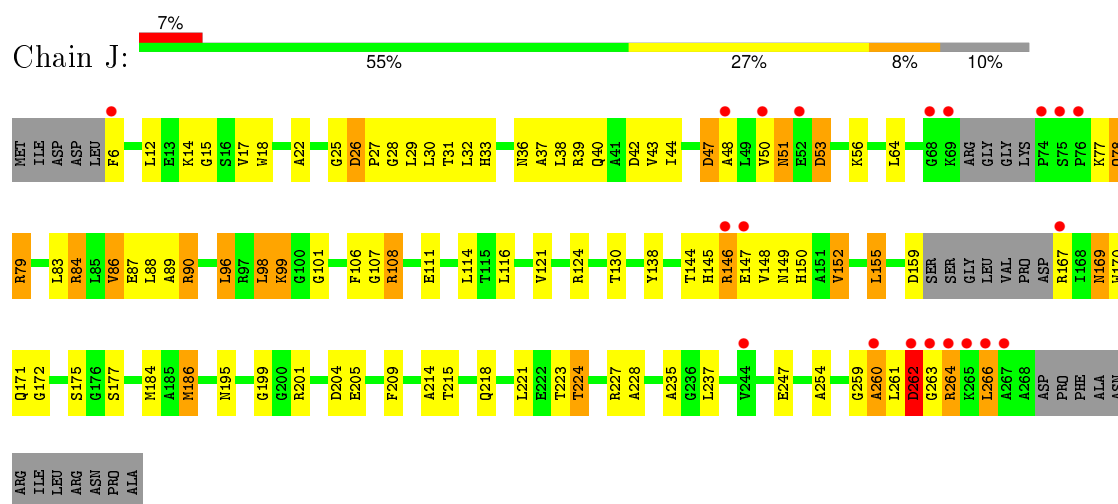 7%
Chain J:
55% 27% 8% 10%
MET ILE ASP ASP LEU F6 L12 E13 K14 G15 S16 V17 W18 A22 G25 D26 P27 G28 L29 L30 T31 L32 H33 N36 A37 L38 R39 Q40 A41 D42 V43 I44 D47 A48 L49 V50 N51 E52 D53 K56 L64 G68 K69 ARG GLY GLY LYS P74 S75 P76 K77
R79 L83 R84 L85 V86 E87 L88 A89 R90 L96 R97 L98 K99 G100 G101 F106 G107 R108 E111 L114 T115 L116 V121 R124 T130 Y138 T144 H145 R146 E147 V148 N149 H150 A151 V152 L155 D159 SER SER GLY LEU VAL PRO ASP R167 I168 N169 W170
Q171 G172 S175 G176 S177 M184 A185 M186 N195 G199 G200 R201 D204 E205 F209 A214 T215 Q218 L221 E222 T223 T224 R227 A228 A235 G236 L237 V244 E247 A254 G259 A260 L261 D262 G263 R264 K265 L266 A267 A268 ASP PRO PHE ALA ASN
ARG ILE LEU ARG ASN PRO ALA